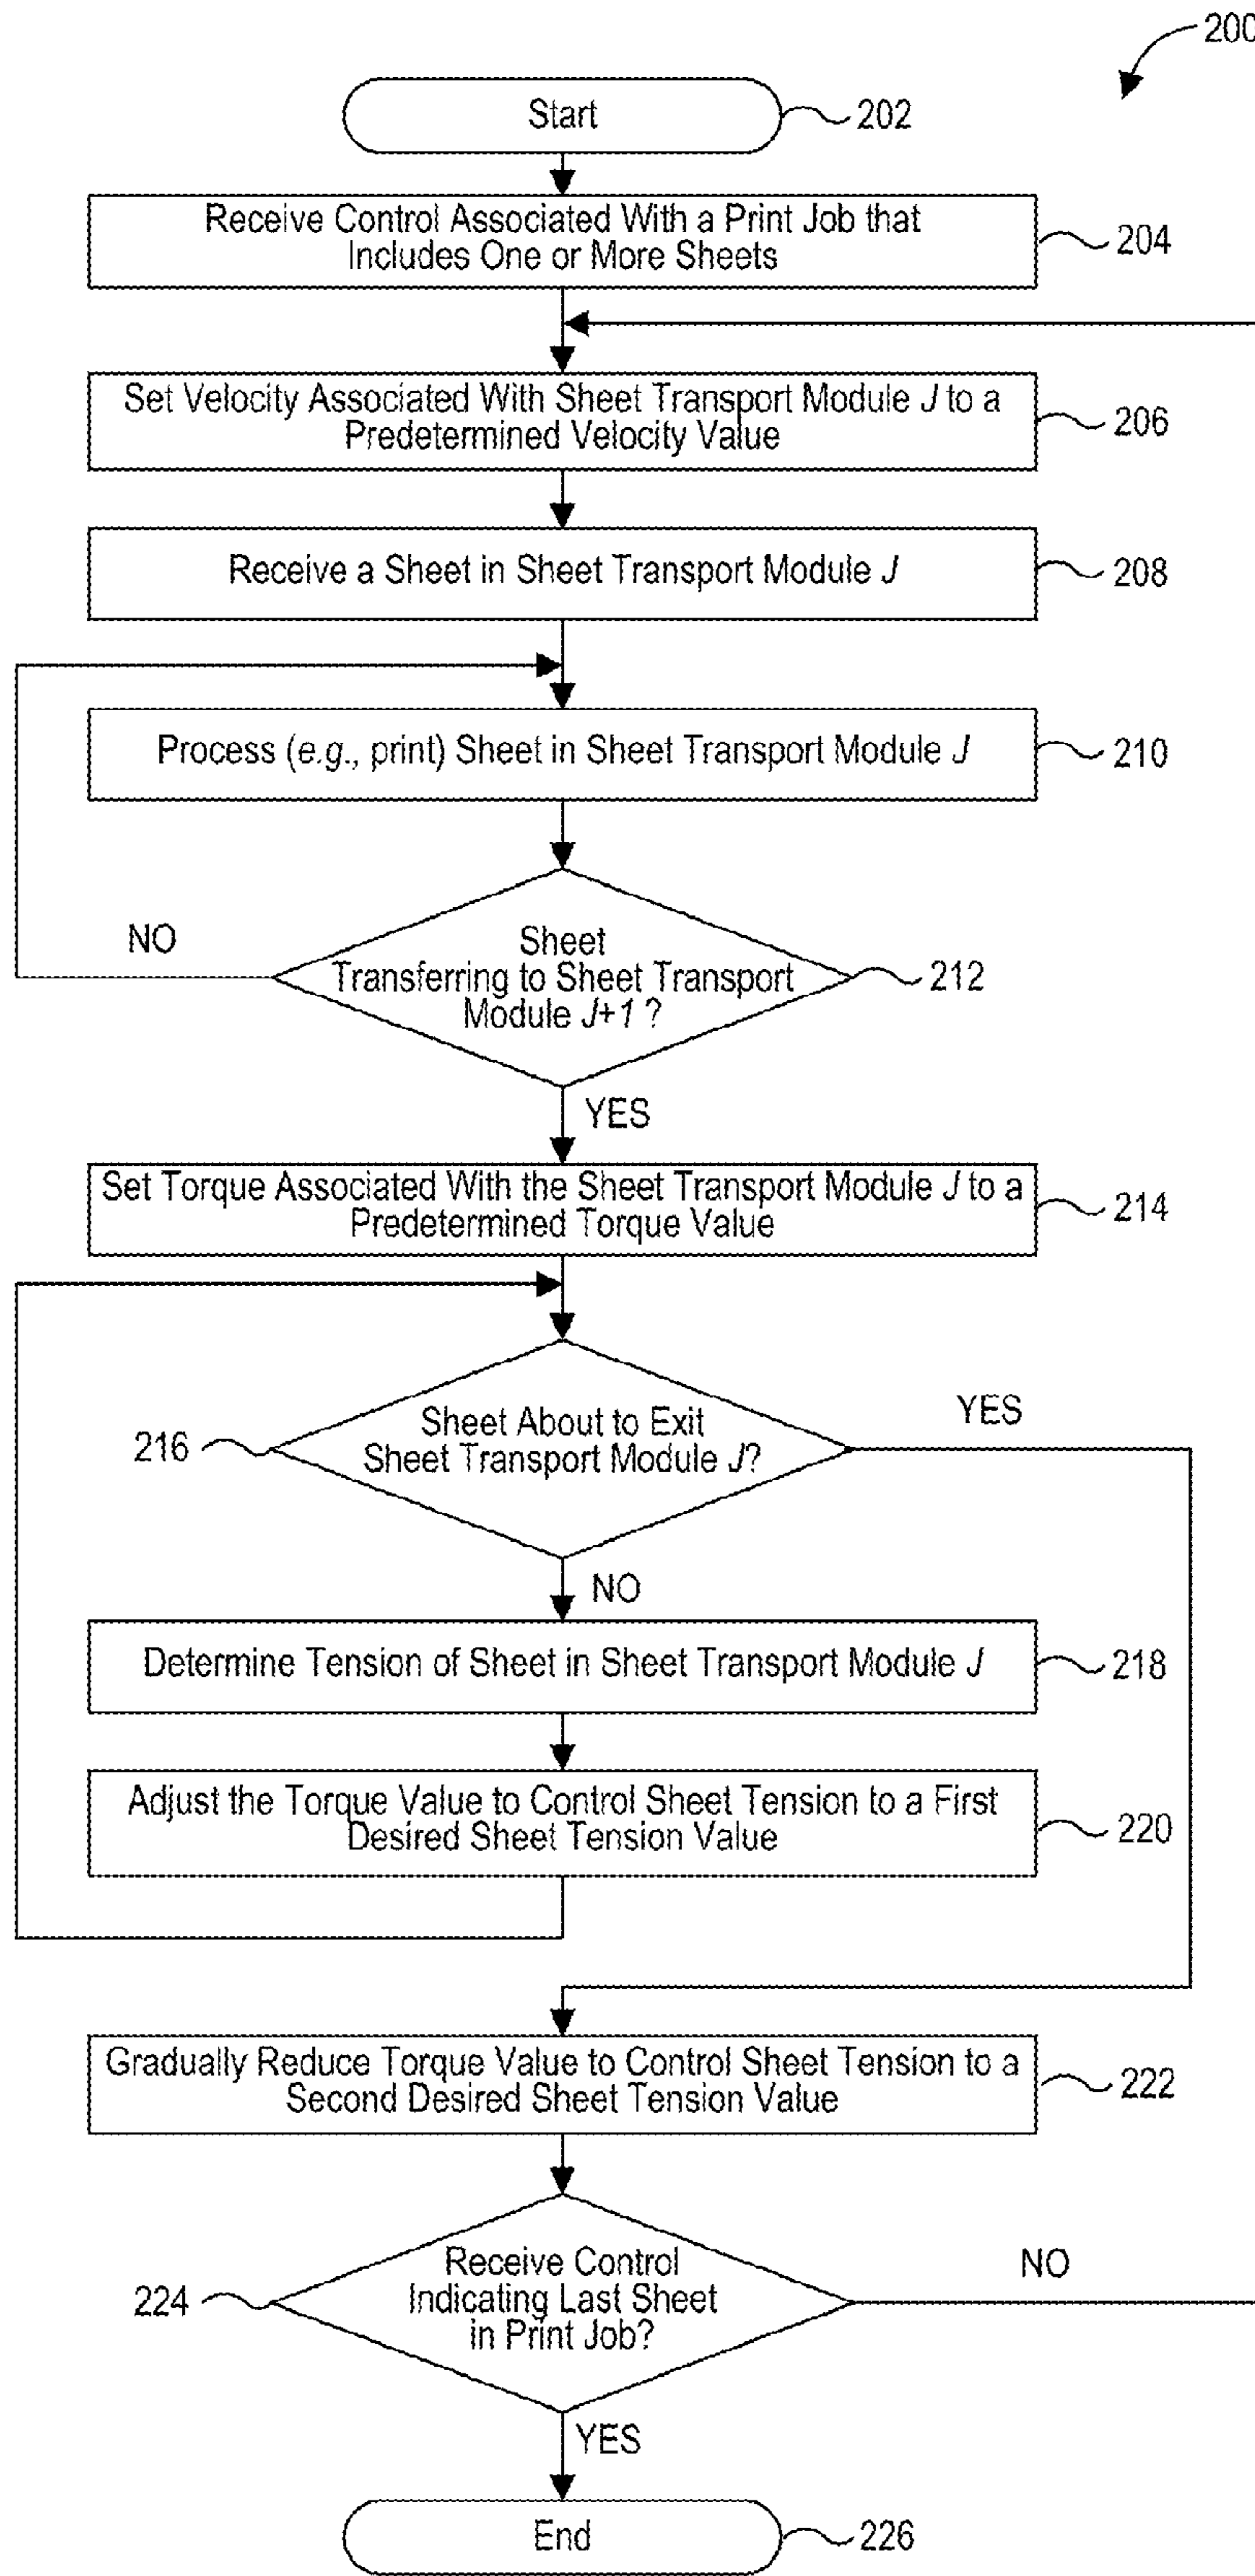 200
Start
202
Receive Control Associated With a Print Job that
Includes One or More Sheets
204
Set Velocity Associated With Sheet Transport Module J to a
Predetermined Velocity Value
206
Receive a Sheet in Sheet Transport Module J
208
Process (e.g., print) Sheet in Sheet Transport Module J
210
NO
Sheet
Transferring to Sheet Transport
Module J+1 ?
212
YES
Set Torque Associated With the Sheet Transport Module J to a
Predetermined Torque Value
214
YES
Sheet About to Exit
Sheet Transport Module J?
216
NO
Determine Tension of Sheet in Sheet Transport Module J
218
Adjust the Torque Value to Control Sheet Tension to a First
Desired Sheet Tension Value
220
Gradually Reduce Torque Value to Control Sheet Tension to a
Second Desired Sheet Tension Value
222
Receive Control
Indicating Last Sheet
in Print Job?
NO
224
YES
End
226